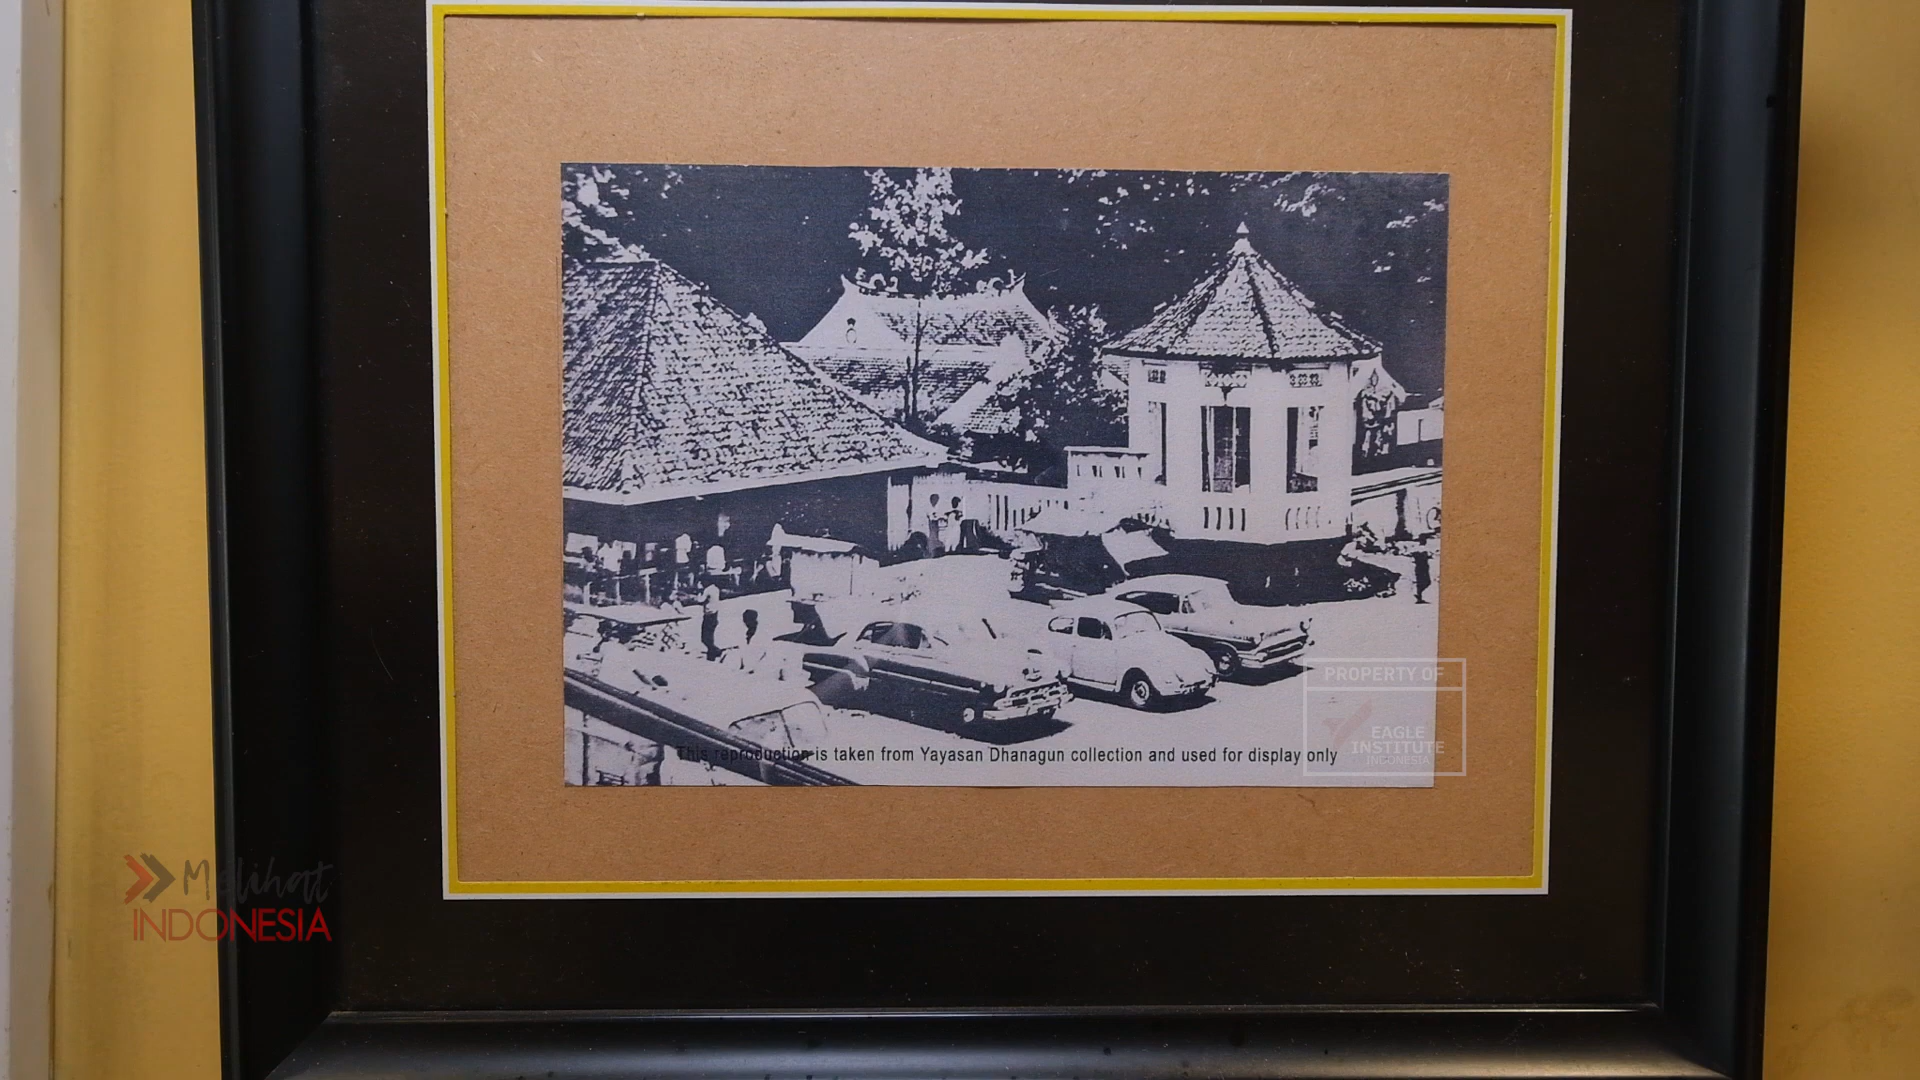 This reproduction is taken from Yayasan Dhanagun collection and used for display only
PROPERTY OF
EAGLE
INSTITUTE
INDONESIA
Melihat
INDONESIA